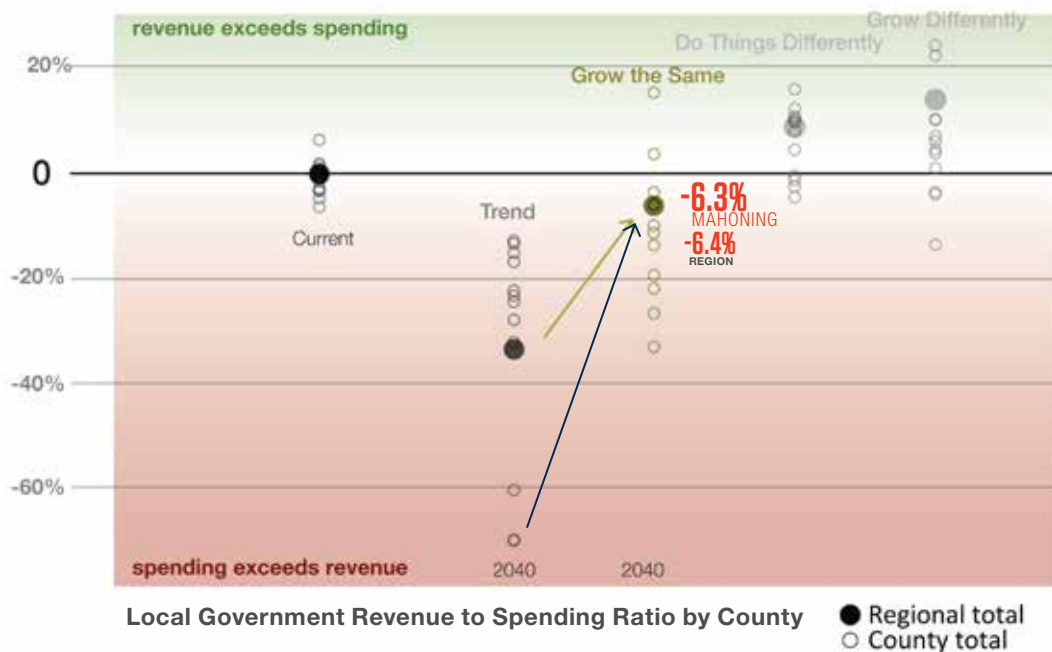 Grow Differently
revenue exceeds spending
Do Things Differently
20%
Grow the Same
0
-6.3%
MAHONING
Trend
Current
-6.4%
REGION
-20%
-40%
-60%
spending exceeds revenue
2040
2040
Local Government Revenue to Spending Ratio by County
Regional total
County total